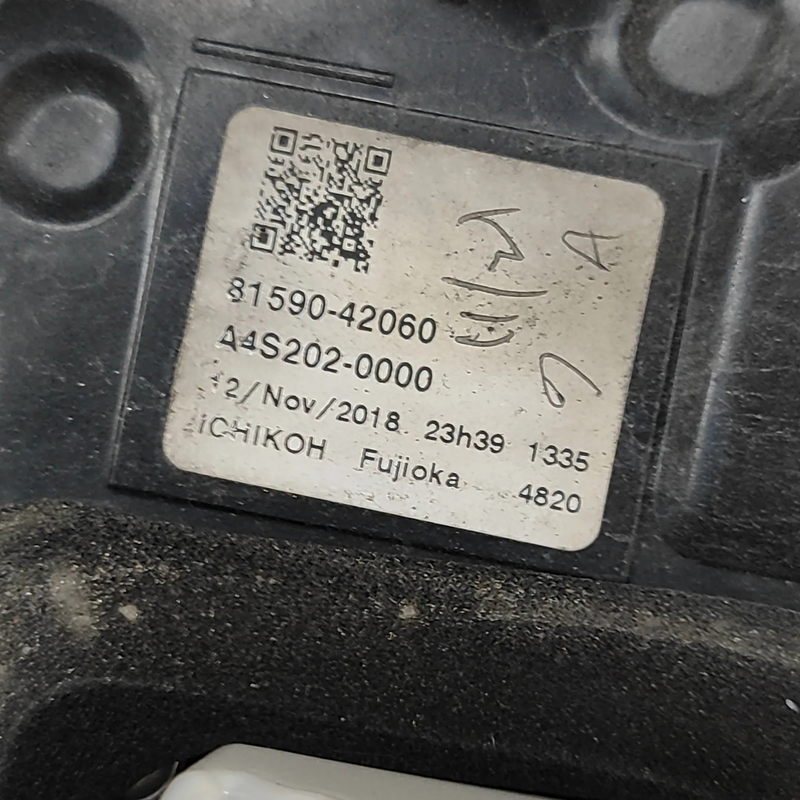 81590-42060
A4S202-0000
12/Nov/2018 23h39 1335
ICHIKOH Fujioka 4820
A